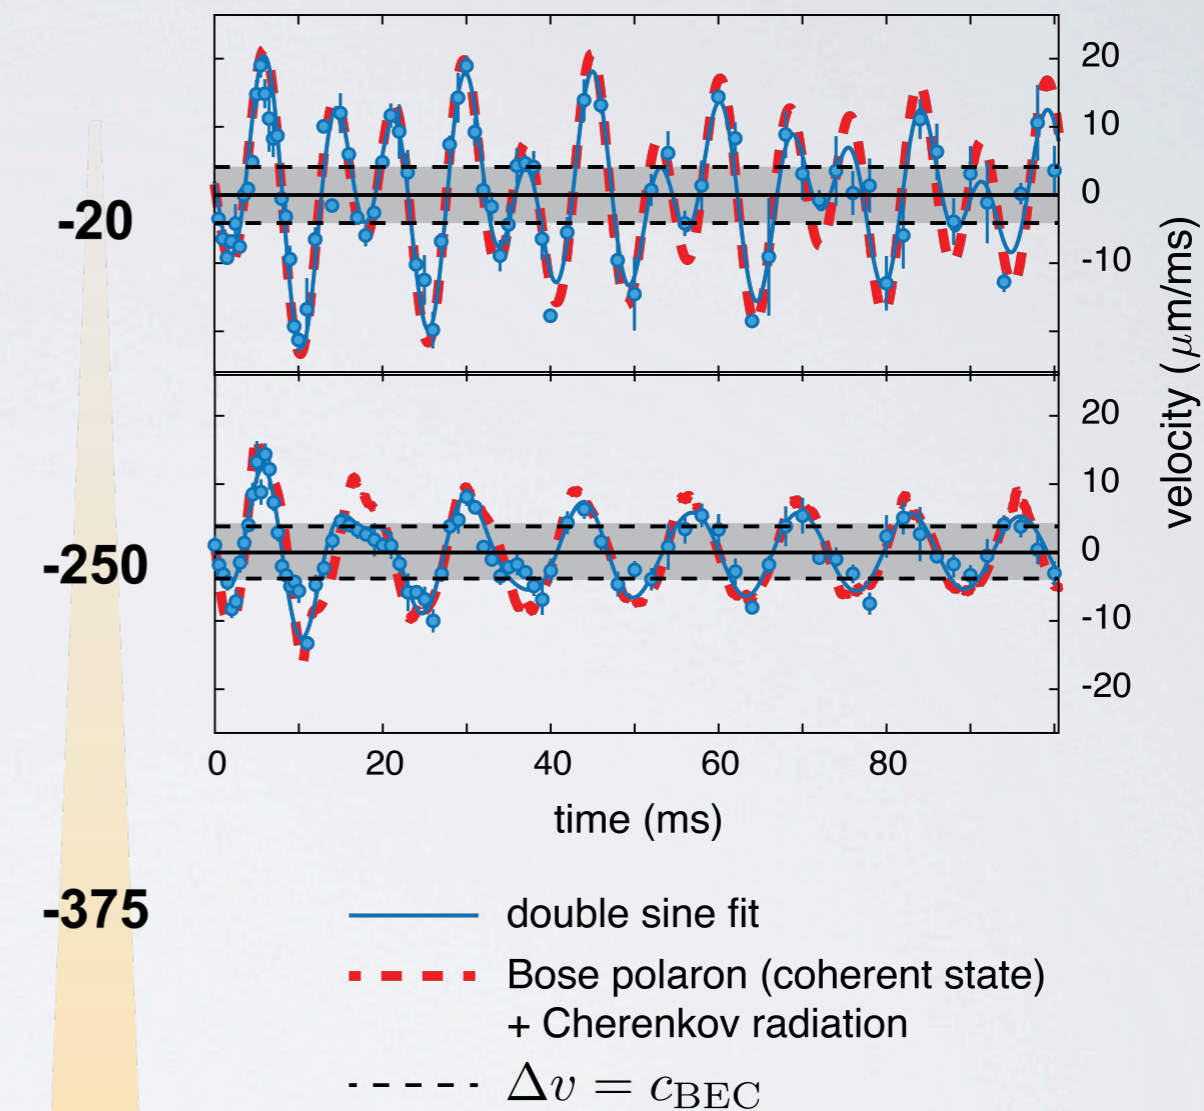 20
10
0
-10
-20
20
10
0
-10
-20
-250
velocity (μm/ms)
0 20 40 60 80
time (ms)
-375
double sine fit
Bose polaron (coherent state)
+ Cherenkov radiation
Δv = c_BEC